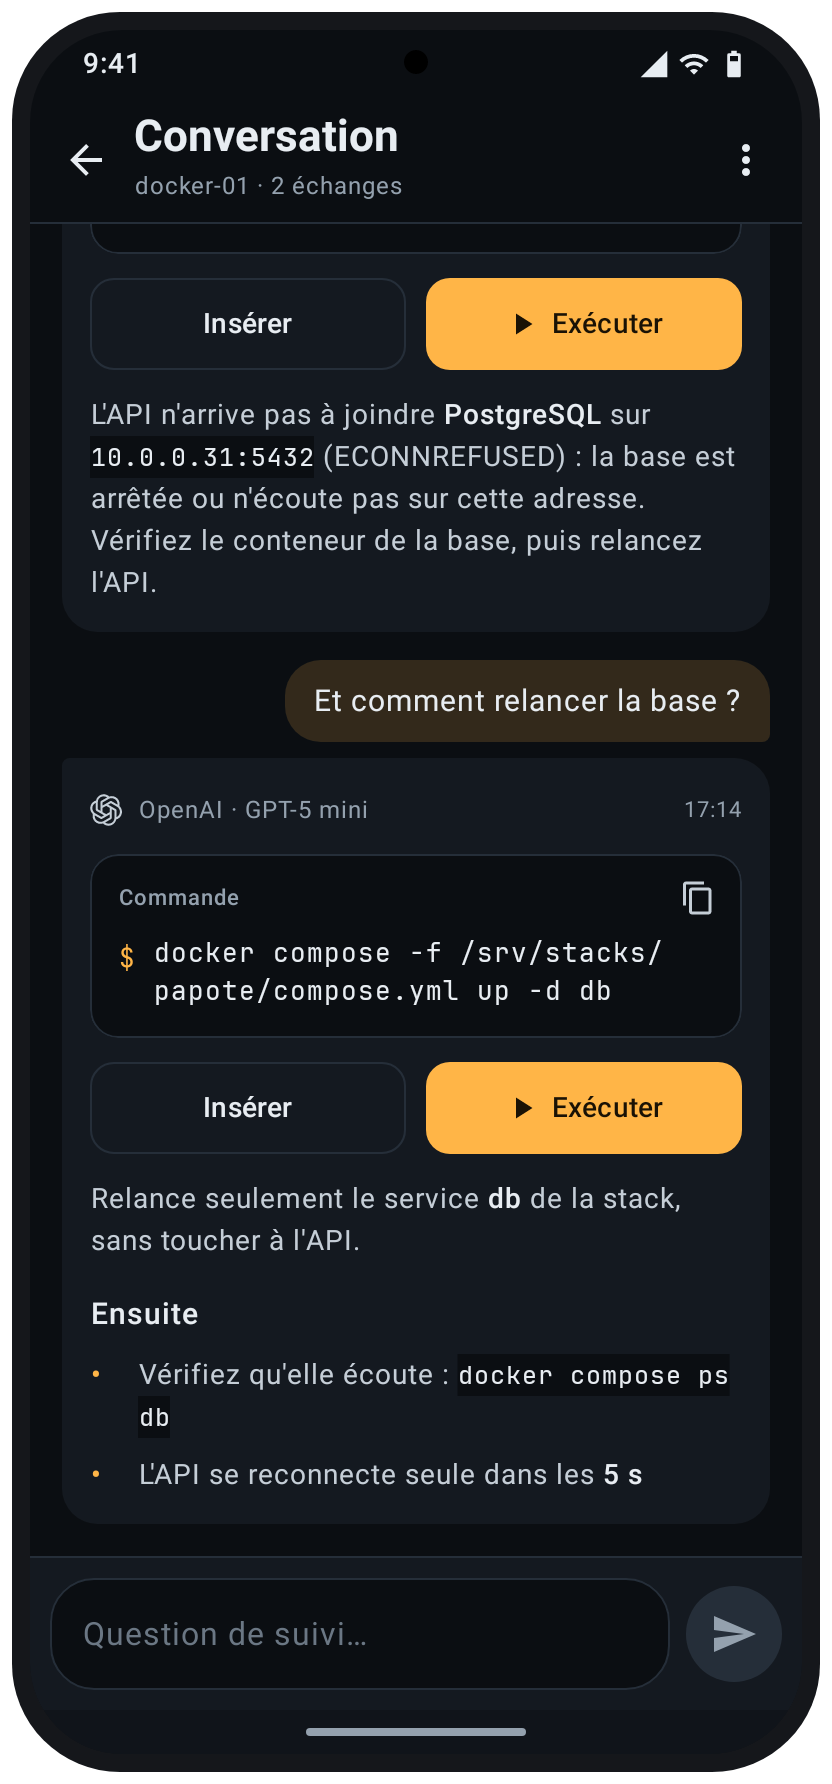 9:41
Conversation
docker-01 · 2 échanges
Insérer
Exécuter
L'API n'arrive pas à joindre PostgreSQL sur
10.0.0.31:5432 (ECONNREFUSED) : la base est
arrêtée ou n'écoute pas sur cette adresse.
Vérifiez le conteneur de la base, puis relancez
l'API.
Et comment relancer la base ?
OpenAI · GPT-5 mini
17:14
Commande
$ docker compose -f /srv/stacks/
papote/compose.yml up -d db
Insérer
Exécuter
Relance seulement le service db de la stack,
sans toucher à l'API.
Ensuite
• Vérifiez qu'elle écoute : docker compose ps
db
• L'API se reconnecte seule dans les 5 s
Question de suivi…